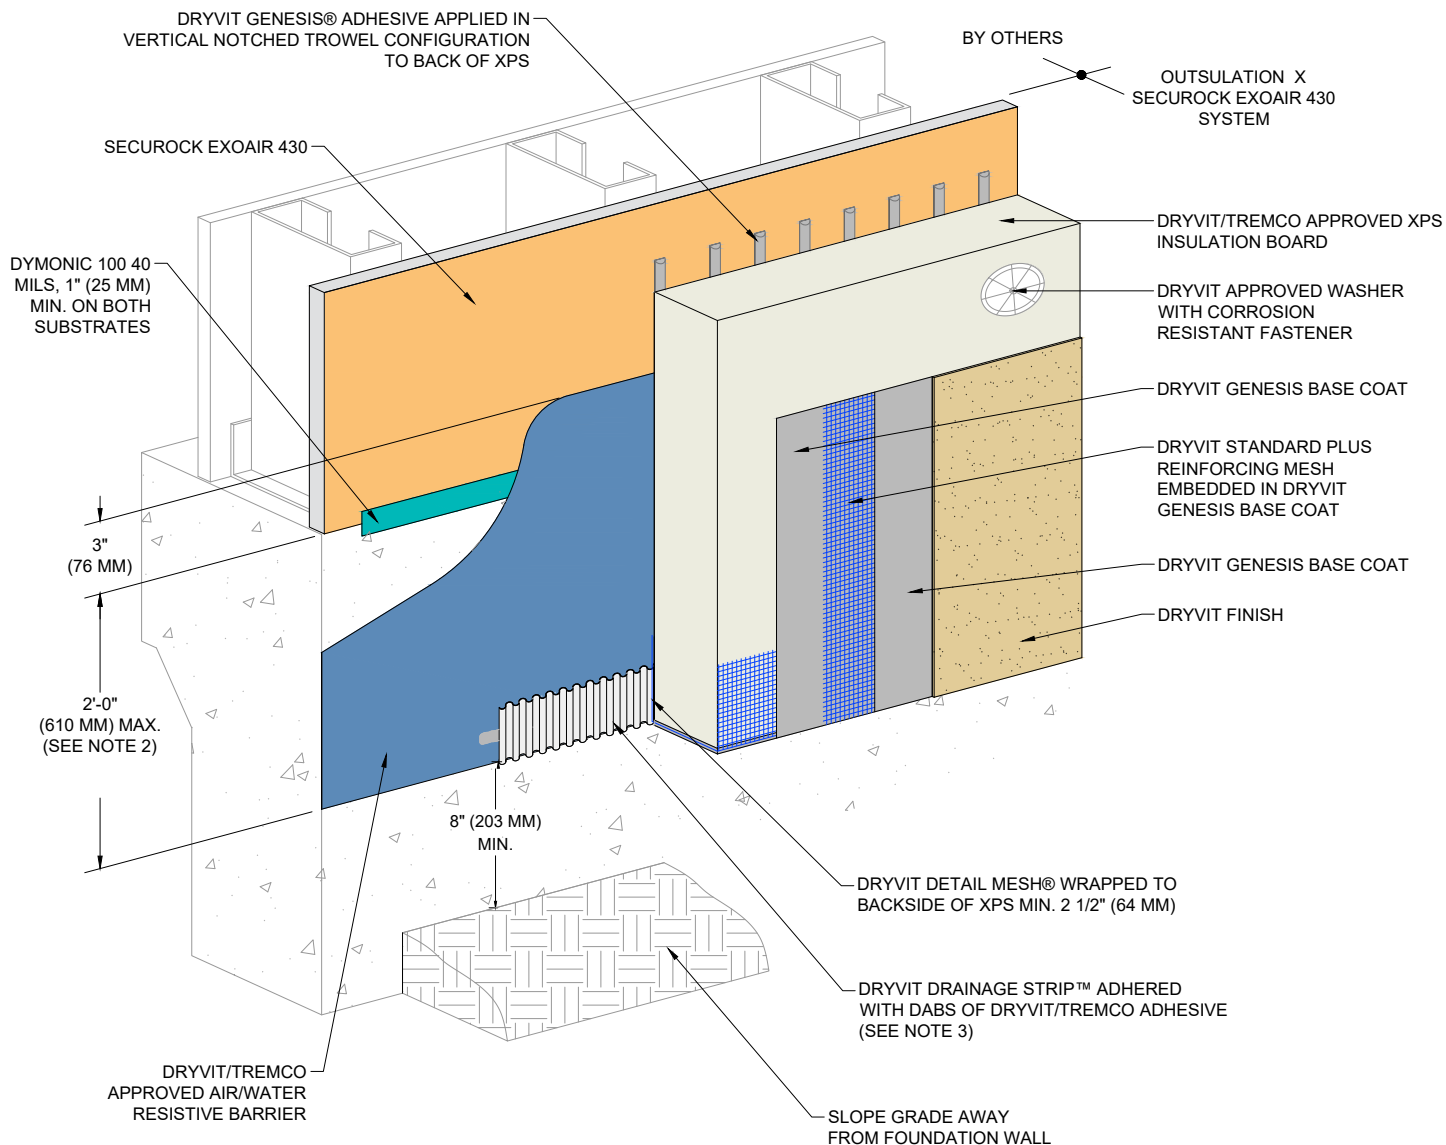 DRYVIT GENESIS® ADHESIVE APPLIED IN
VERTICAL NOTCHED TROWEL CONFIGURATION
TO BACK OF XPS
BY OTHERS
OUTSULATION X
SECUROCK EXOAIR 430
SYSTEM
SECUROCK EXOAIR 430
DRYVIT/TREMCO APPROVED XPS
INSULATION BOARD
DYMONIC 100 40
MILS, 1" (25 MM)
MIN. ON BOTH
SUBSTRATES
DRYVIT APPROVED WASHER
WITH CORROSION
RESISTANT FASTENER
DRYVIT GENESIS BASE COAT
DRYVIT STANDARD PLUS
REINFORCING MESH
EMBEDDED IN DRYVIT
GENESIS BASE COAT
3"
(76 MM)
DRYVIT GENESIS BASE COAT
DRYVIT FINISH
2'-0"
(610 MM) MAX.
(SEE NOTE 2)
8" (203 MM)
MIN.
DRYVIT DETAIL MESH® WRAPPED TO
BACKSIDE OF XPS MIN. 2 1/2" (64 MM)
DRYVIT DRAINAGE STRIP™ ADHERED
WITH DABS OF DRYVIT/TREMCO ADHESIVE
(SEE NOTE 3)
DRYVIT/TREMCO
APPROVED AIR/WATER
RESISTIVE BARRIER
SLOPE GRADE AWAY
FROM FOUNDATION WALL